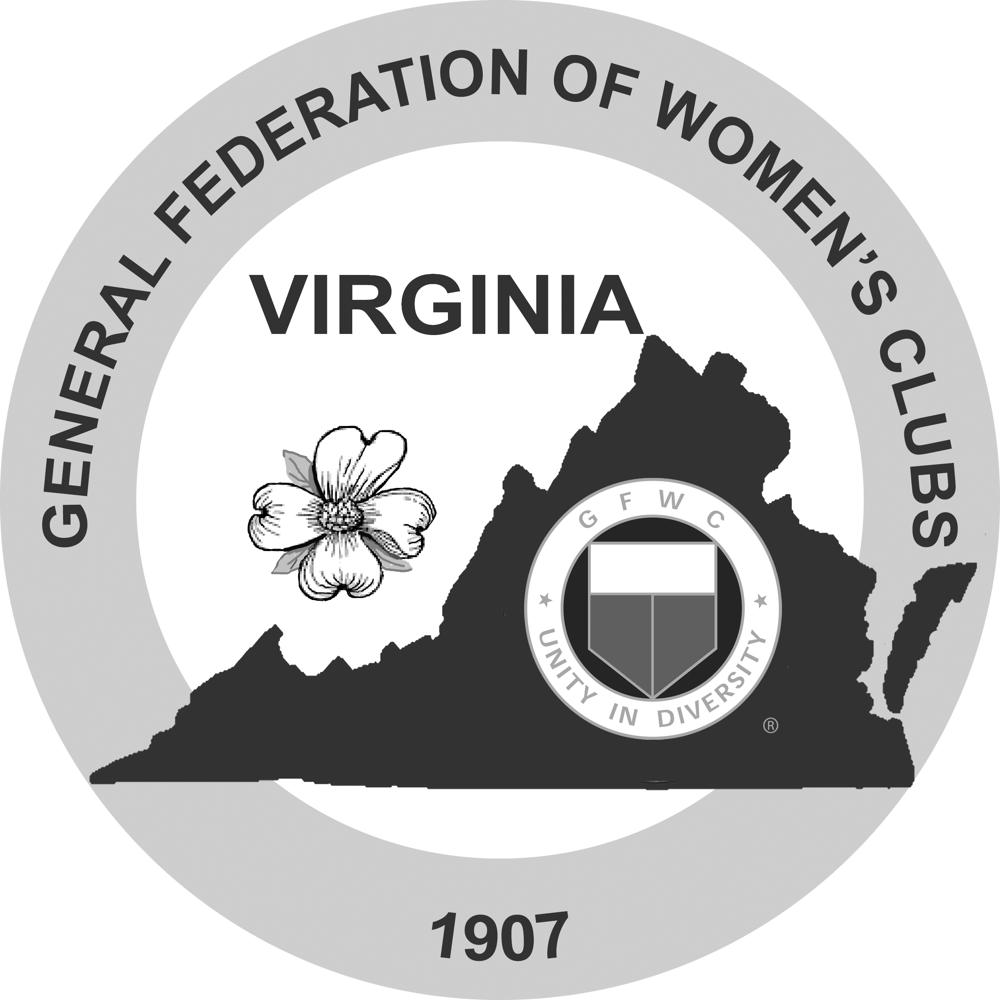 GENERAL FEDERATION OF WOMEN'S CLUBS
VIRGINIA
G F W C
★ UNITY IN DIVERSITY ★
®
1907